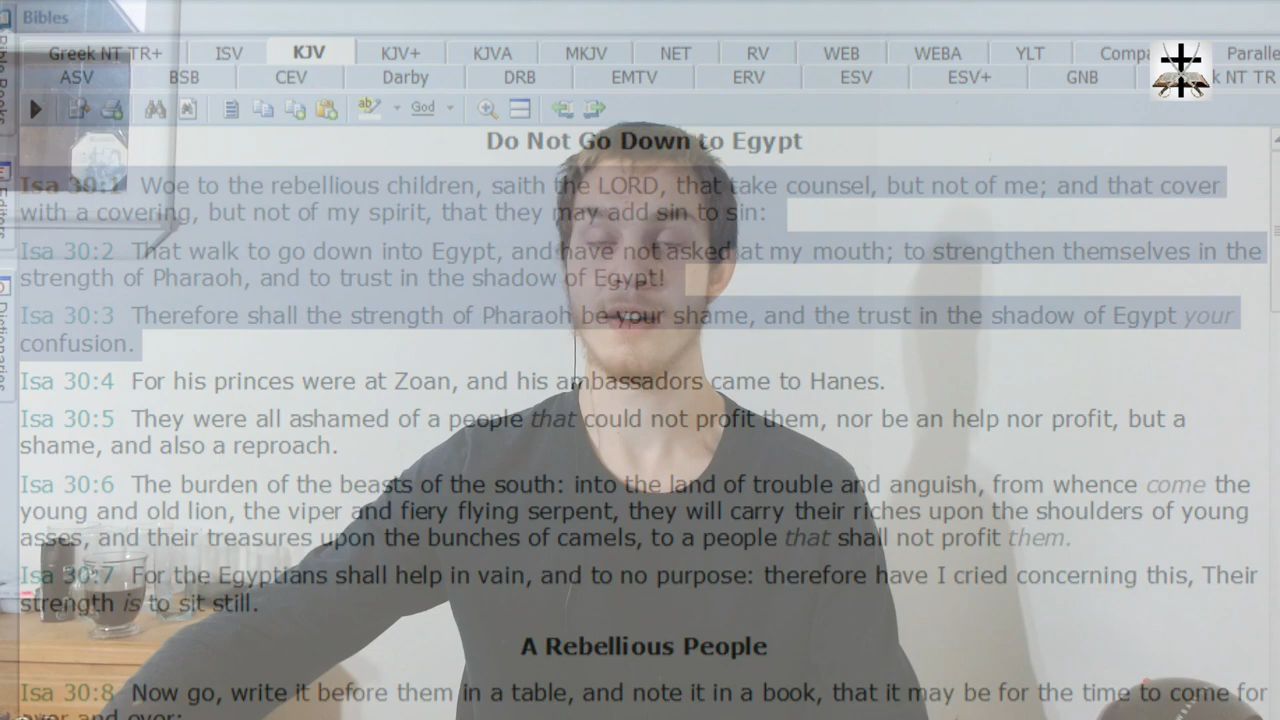 Bibles
Greek NT TR+ ISV KJV KJV+ KJVA MKJV NET RV WEB WEBA YLT Compa Paralle
ASV BSB CEV Darby DRB EMTV ERV ESV ESV+ GNB k NT TR
God
Bible Books
Editors
Dictionaries
Do Not Go Down to Egypt
Isa 30:1 Woe to the rebellious children, saith the LORD, that take counsel, but not of me; and that cover
with a covering, but not of my spirit, that they may add sin to sin:
Isa 30:2 That walk to go down into Egypt, and have not asked at my mouth; to strengthen themselves in the
strength of Pharaoh, and to trust in the shadow of Egypt!
Isa 30:3 Therefore shall the strength of Pharaoh be your shame, and the trust in the shadow of Egypt your
confusion.
Isa 30:4 For his princes were at Zoan, and his ambassadors came to Hanes.
Isa 30:5 They were all ashamed of a people that could not profit them, nor be an help nor profit, but a
shame, and also a reproach.
Isa 30:6 The burden of the beasts of the south: into the land of trouble and anguish, from whence come the
young and old lion, the viper and fiery flying serpent, they will carry their riches upon the shoulders of young
asses, and their treasures upon the bunches of camels, to a people that shall not profit them.
Isa 30:7 For the Egyptians shall help in vain, and to no purpose: therefore have I cried concerning this, Their
strength is to sit still.
A Rebellious People
Isa 30:8 Now go, write it before them in a table, and note it in a book, that it may be for the time to come for
ever and ever: